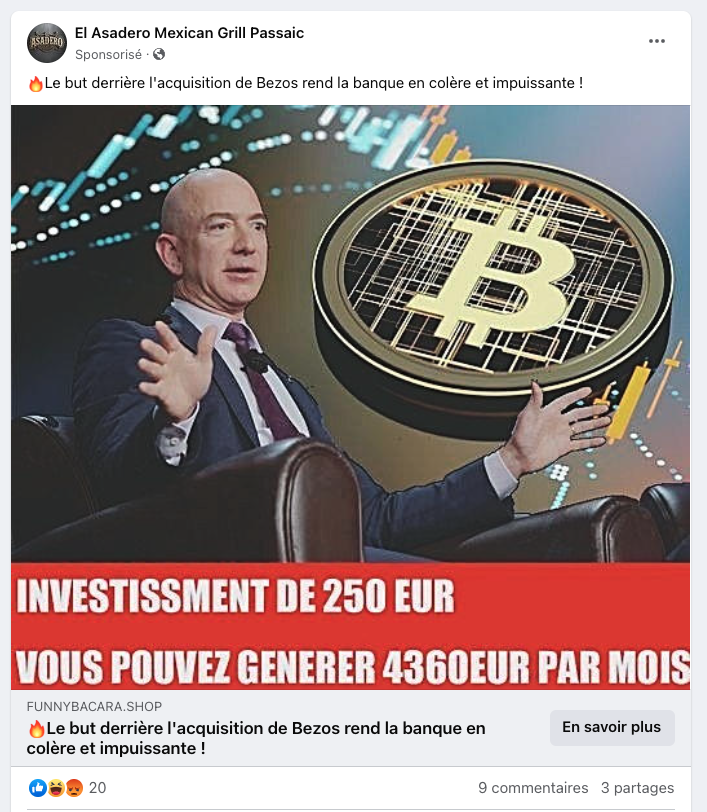 El Asadero Mexican Grill Passaic
ASADERO
Sponsorisé ·
🔥Le but derrière l'acquisition de Bezos rend la banque en colère et impuissante !
INVESTISSMENT DE 250 EUR
VOUS POUVEZ GENERER 4360EUR PAR MOIS
FUNNYBACARA.SHOP
🔥Le but derrière l'acquisition de Bezos rend la banque en
colère et impuissante !
En savoir plus
20
9 commentaires 3 partages